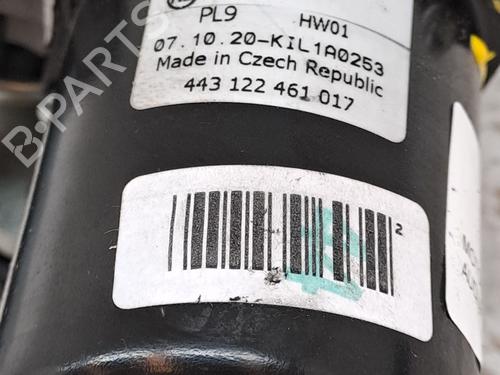 PL9 HW01
07.10.20-KIL1A0253
Made in Czech Republic
443 122 461 017
2
B-PARTS